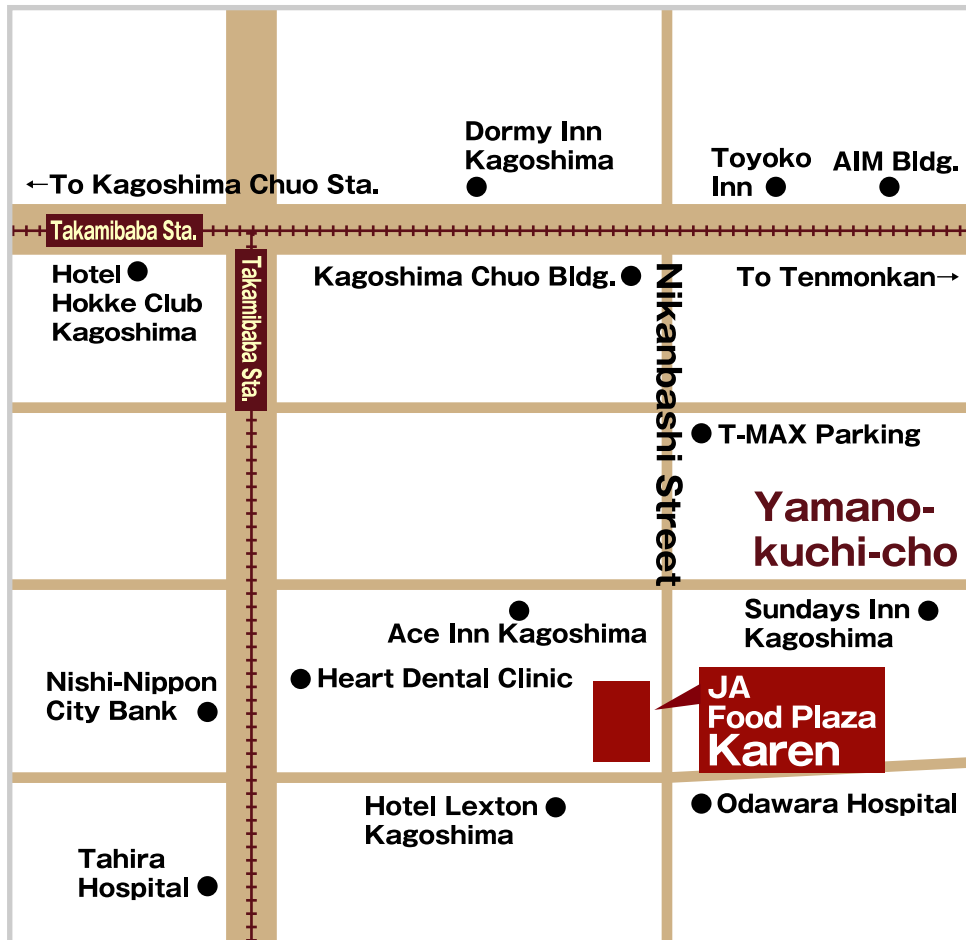 Dormy Inn
Kagoshima
Toyoko
Inn
AIM Bldg.
←To Kagoshima Chuo Sta.
Takamibaba Sta.
Takamibaba Sta.
Hotel
Hokke Club
Kagoshima
Kagoshima Chuo Bldg.
Nikanbashi Street
To Tenmonkan→
T-MAX Parking
Yamano-
kuchi-cho
Ace Inn Kagoshima
Sundays Inn
Kagoshima
Heart Dental Clinic
Nishi-Nippon
City Bank
JA
Food Plaza
Karen
Hotel Lexton
Kagoshima
Odawara Hospital
Tahira
Hospital